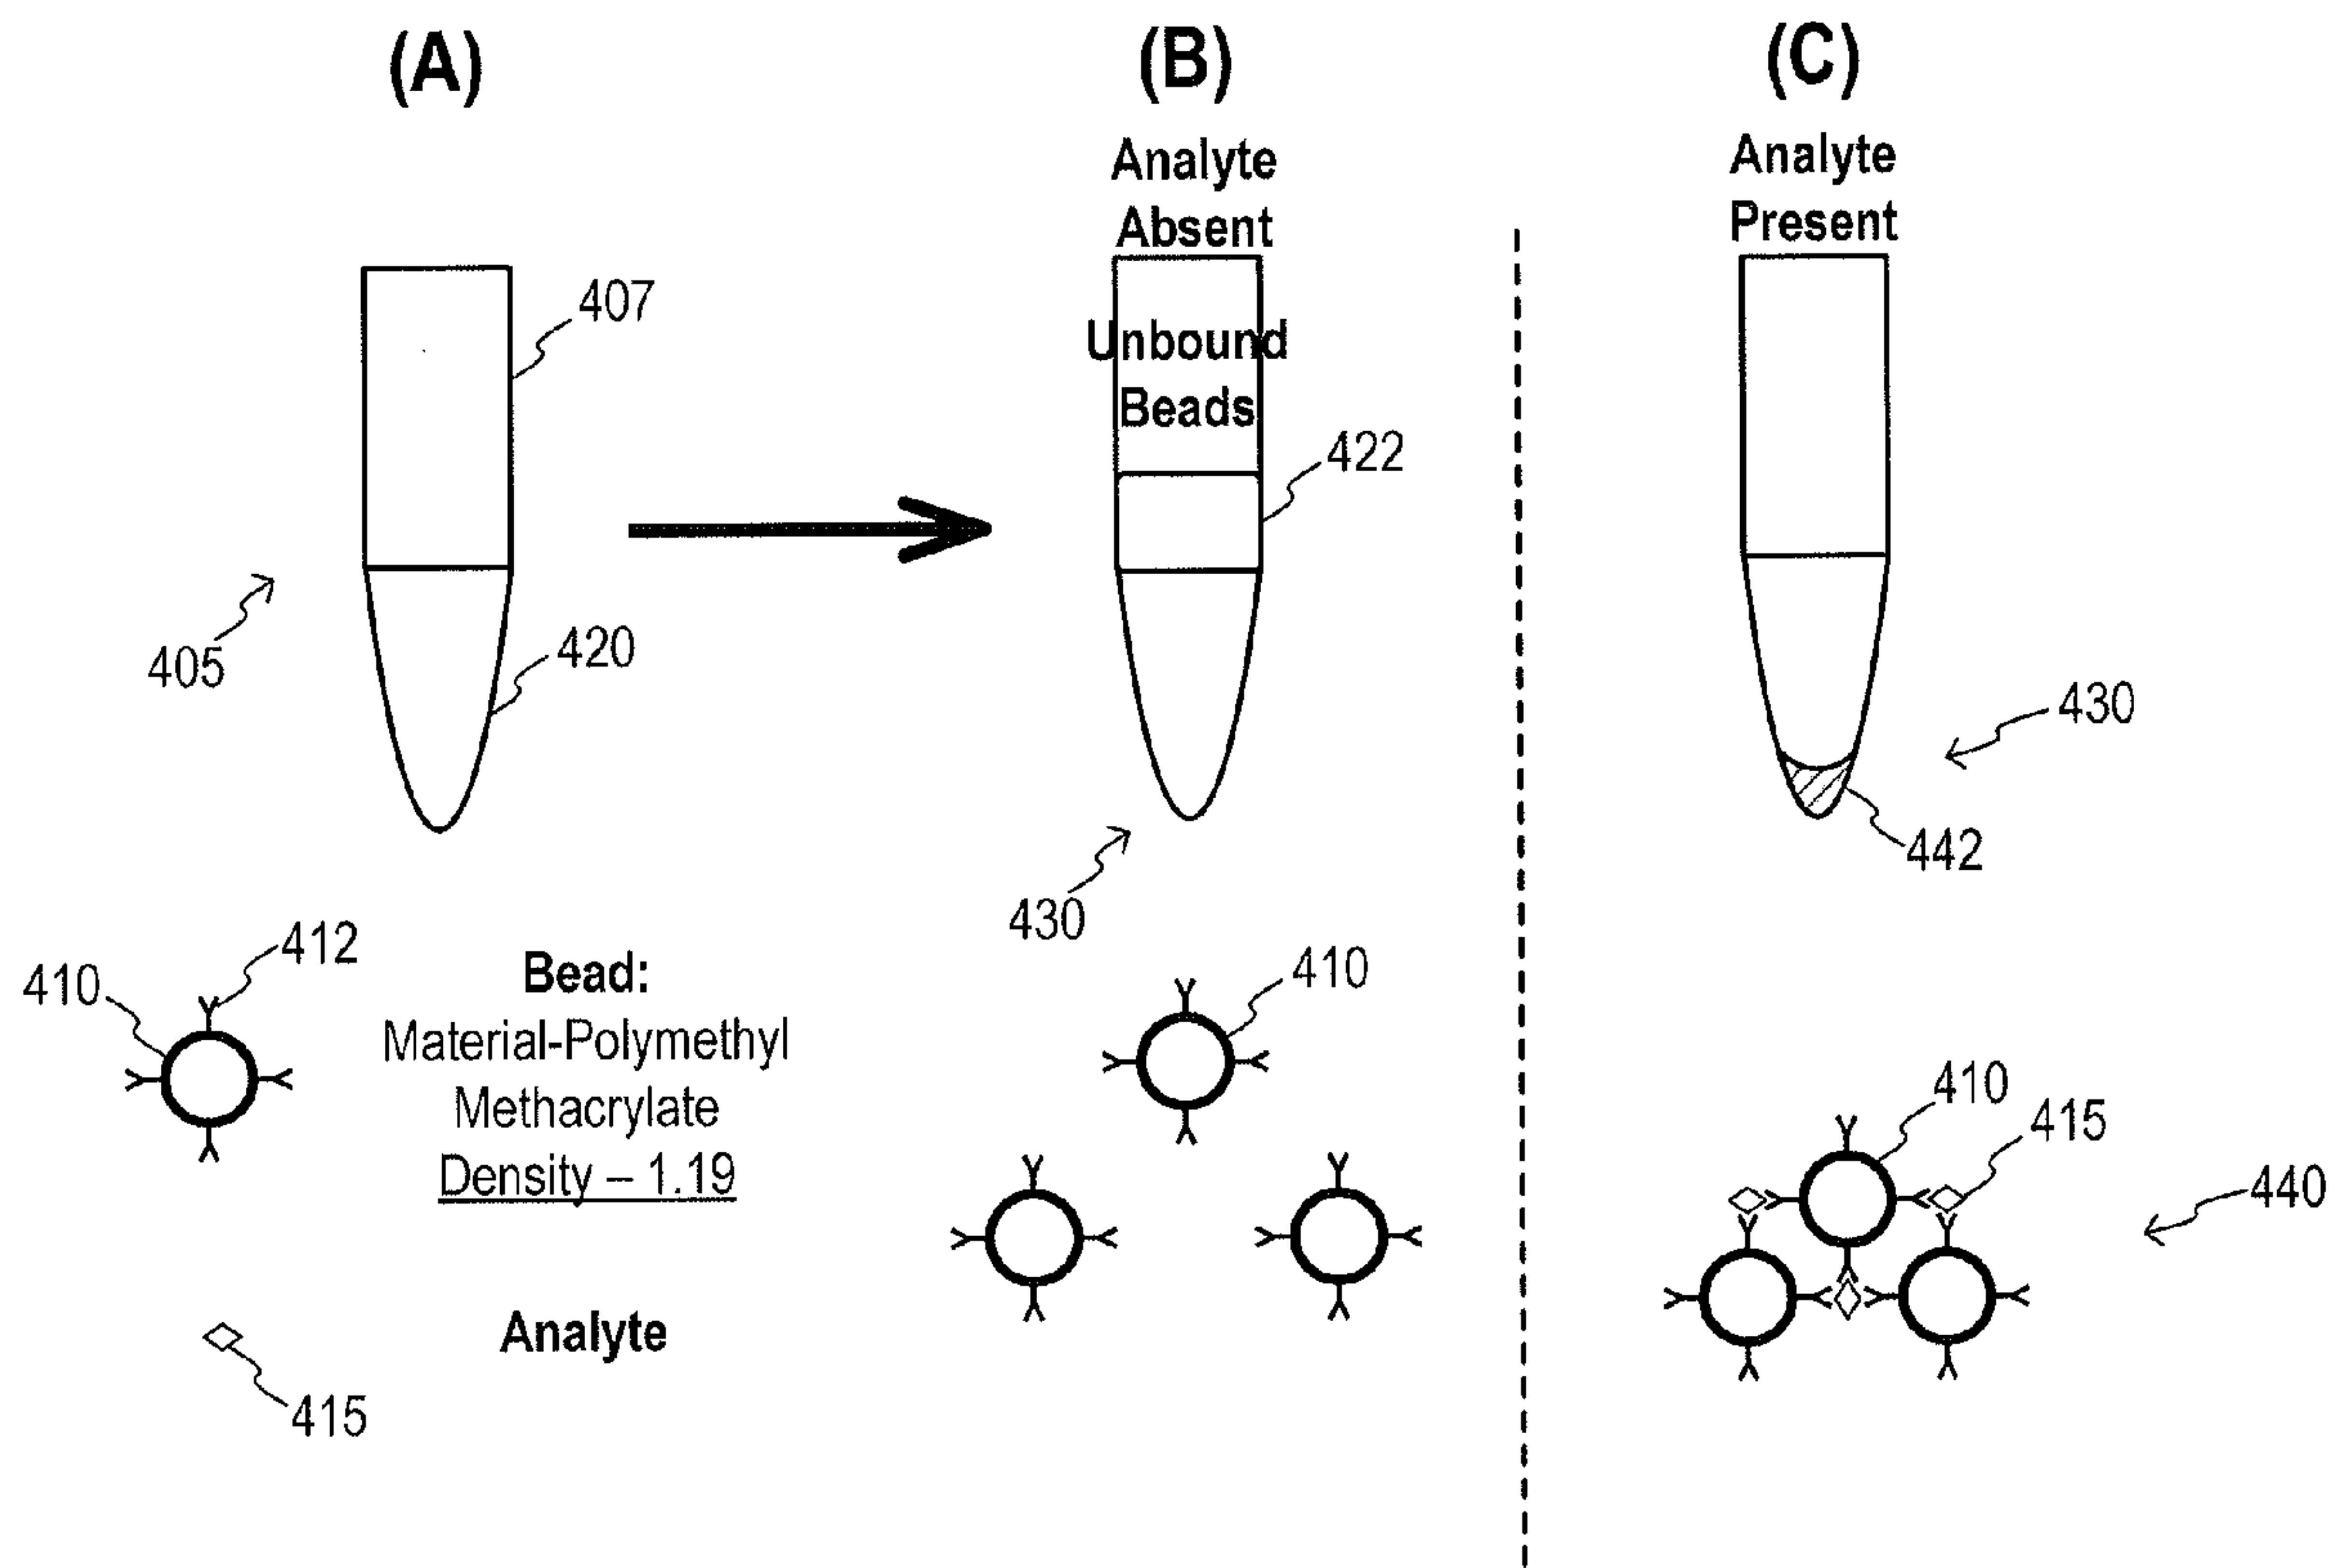 (A)
(B)
(C)
Analyte
Absent
Analyte
Present
407
Unbound
Beads
422
405
420
430
442
430
412
410
Bead:
Material-Polymethyl
Methacrylate
Density – 1.19
410
410
415
440
Analyte
415